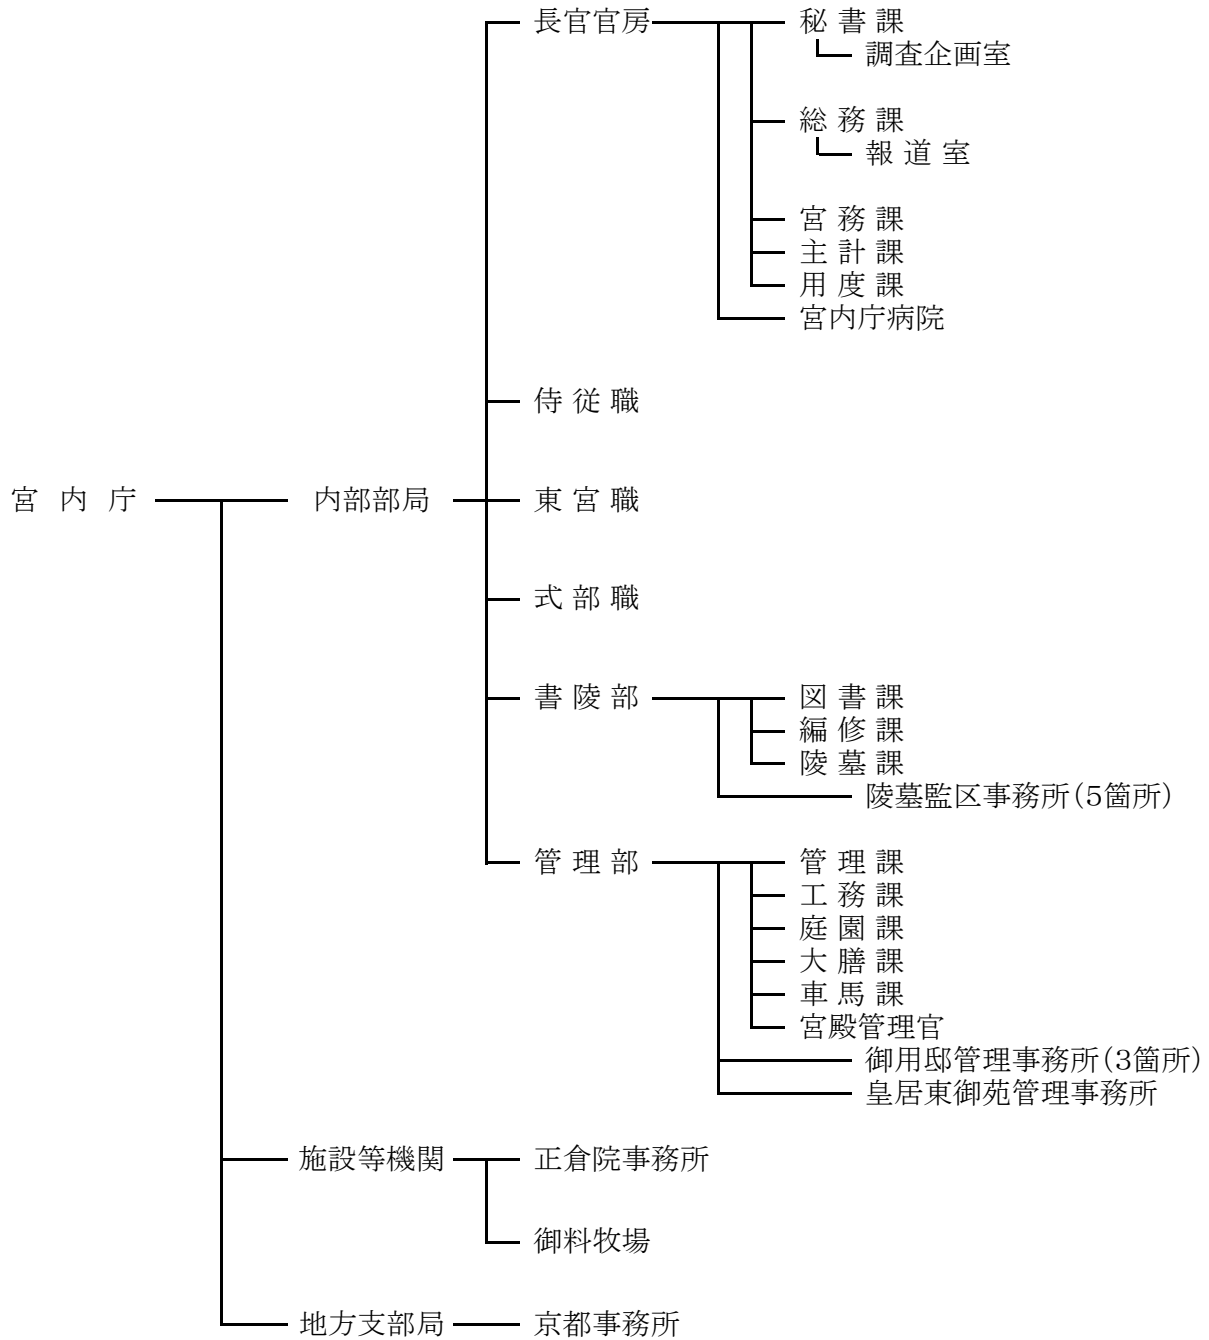 長官官房 秘書課
調査企画室
総務課
報道室
宮務課
主計課
用度課
宮内庁病院
侍従職
宮内庁 内部部局 東宮職
式部職
書陵部 図書課
編修課
陵墓課
陵墓監区事務所(5箇所)
管理部 管理課
工務課
庭園課
大膳課
車馬課
宮殿管理官
御用邸管理事務所(3箇所)
皇居東御苑管理事務所
施設等機関 正倉院事務所
御料牧場
地方支部局 京都事務所